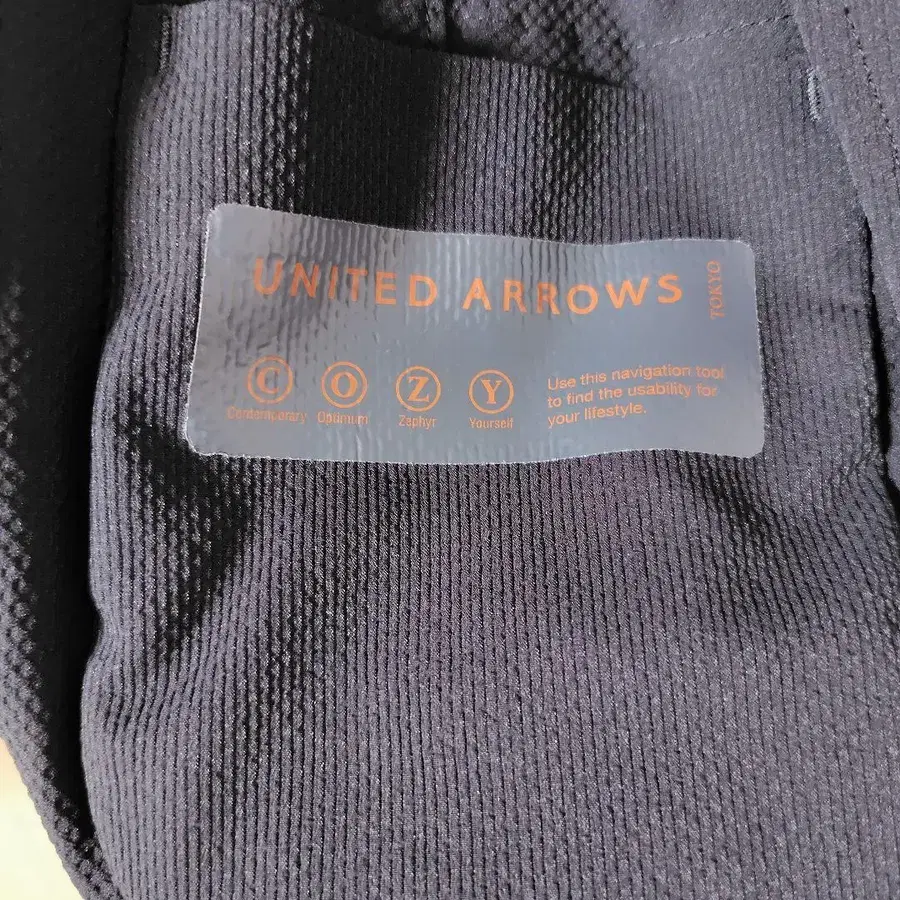 UNITED ARROWS
TOKYO
C O Z Y
Contemporary Optimum Zephyr Yourself
Use this navigation tool
to find the usability for
your lifestyle.